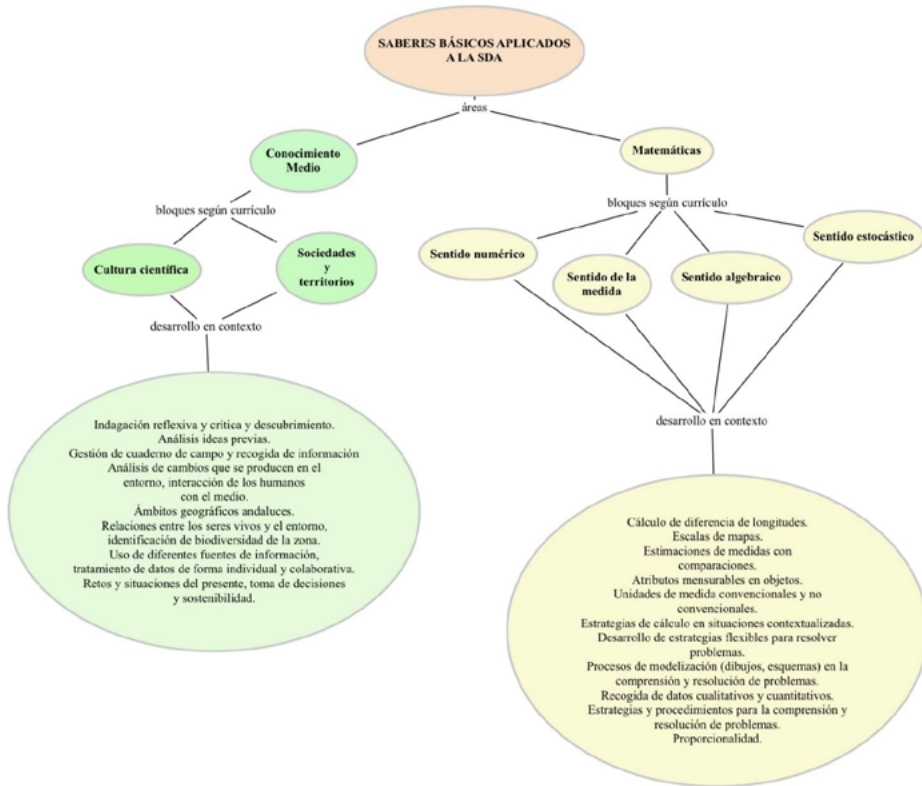 SABERES BÁSICOS APLICADOS
A LA SDA
áreas
Conocimiento
Medio
Matemáticas
bloques según currículo
bloques según currículo
Cultura científica
Sociedades
y
territorios
Sentido numérico
Sentido de la
medida
Sentido algebraico
Sentido estocástico
desarrollo en contexto
desarrollo en contexto
Indagación reflexiva y crítica y descubrimiento.
Análisis ideas previas.
Gestión de cuaderno de campo y recogida de información
Análisis de cambios que se producen en el
entorno, interacción de los humanos
con el medio.
Ámbitos geográficos andaluces.
Relaciones entre los seres vivos y el entorno,
identificación de biodiversidad de la zona.
Uso de diferentes fuentes de información,
tratamiento de datos de forma individual y colaborativa.
Retos y situaciones del presente, toma de decisiones
y sostenibilidad.
Cálculo de diferencia de longitudes.
Escalas de mapas.
Estimaciones de medidas con
comparaciones.
Atributos mensurables en objetos.
Unidades de medida convencionales y no
convencionales.
Estrategias de cálculo en situaciones contextualizadas.
Desarrollo de estrategias flexibles para resolver
problemas.
Procesos de modelización (dibujos, esquemas) en la
comprensión y resolución de problemas.
Recogida de datos cualitativos y cuantitativos.
Estrategias y procedimientos para la comprensión y
resolución de problemas.
Proporcionalidad.